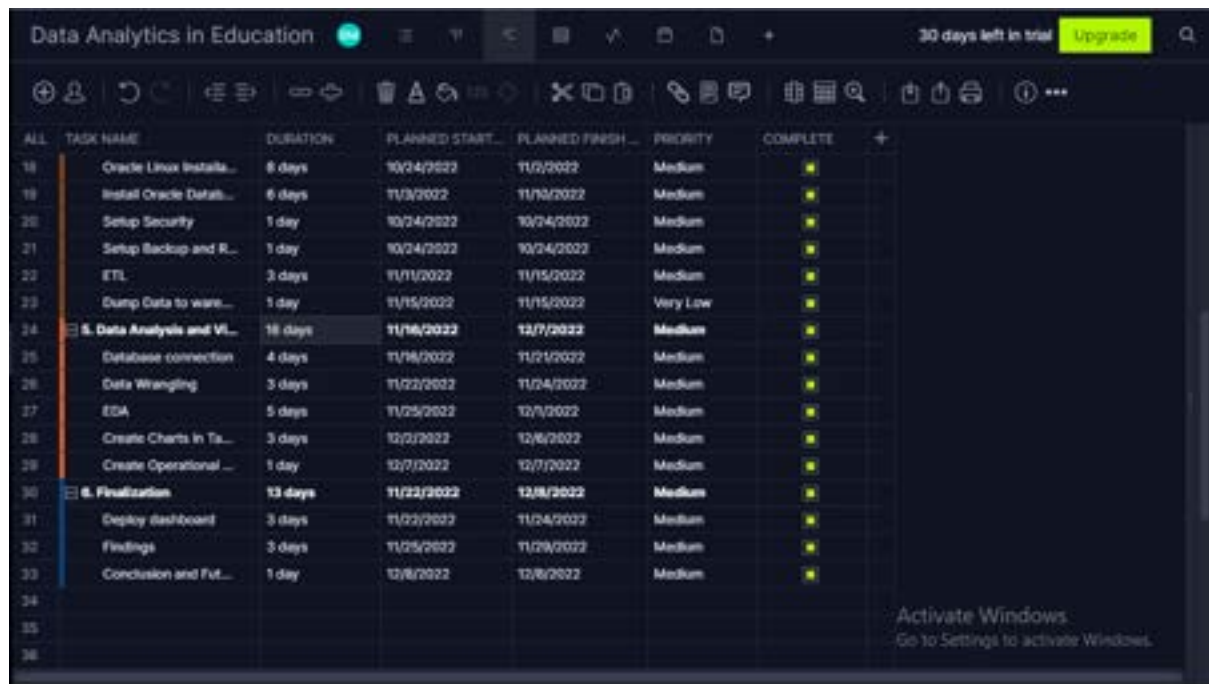 Data Analytics in Education 30 days left in trial Upgrade
ALL TASK NAME DURATION PLANNED START... PLANNED FINISH ... PRIORITY COMPLETE +
18 Oracle Linux Installa... 8 days 10/24/2022 11/2/2022 Medium
19 Install Oracle Datab... 6 days 11/3/2022 11/10/2022 Medium
20 Setup Security 1 day 10/24/2022 10/24/2022 Medium
21 Setup Backup and R... 1 day 10/24/2022 10/24/2022 Medium
22 ETL 3 days 11/11/2022 11/15/2022 Medium
23 Dump Data to ware... 1 day 11/15/2022 11/15/2022 Very Low
24 5. Data Analysis and Vi... 16 days 11/16/2022 12/7/2022 Medium
25 Database connection 4 days 11/16/2022 11/21/2022 Medium
26 Data Wrangling 3 days 11/22/2022 11/24/2022 Medium
27 EDA 5 days 11/25/2022 12/1/2022 Medium
28 Create Charts in Ta... 3 days 12/2/2022 12/6/2022 Medium
29 Create Operational ... 1 day 12/7/2022 12/7/2022 Medium
30 6. Finalization 13 days 11/22/2022 12/8/2022 Medium
31 Deploy dashboard 3 days 11/22/2022 11/24/2022 Medium
32 Findings 3 days 11/25/2022 11/29/2022 Medium
33 Conclusion and Fut... 1 day 12/8/2022 12/8/2022 Medium
34
35
36
Activate Windows
Go to Settings to activate Windows.